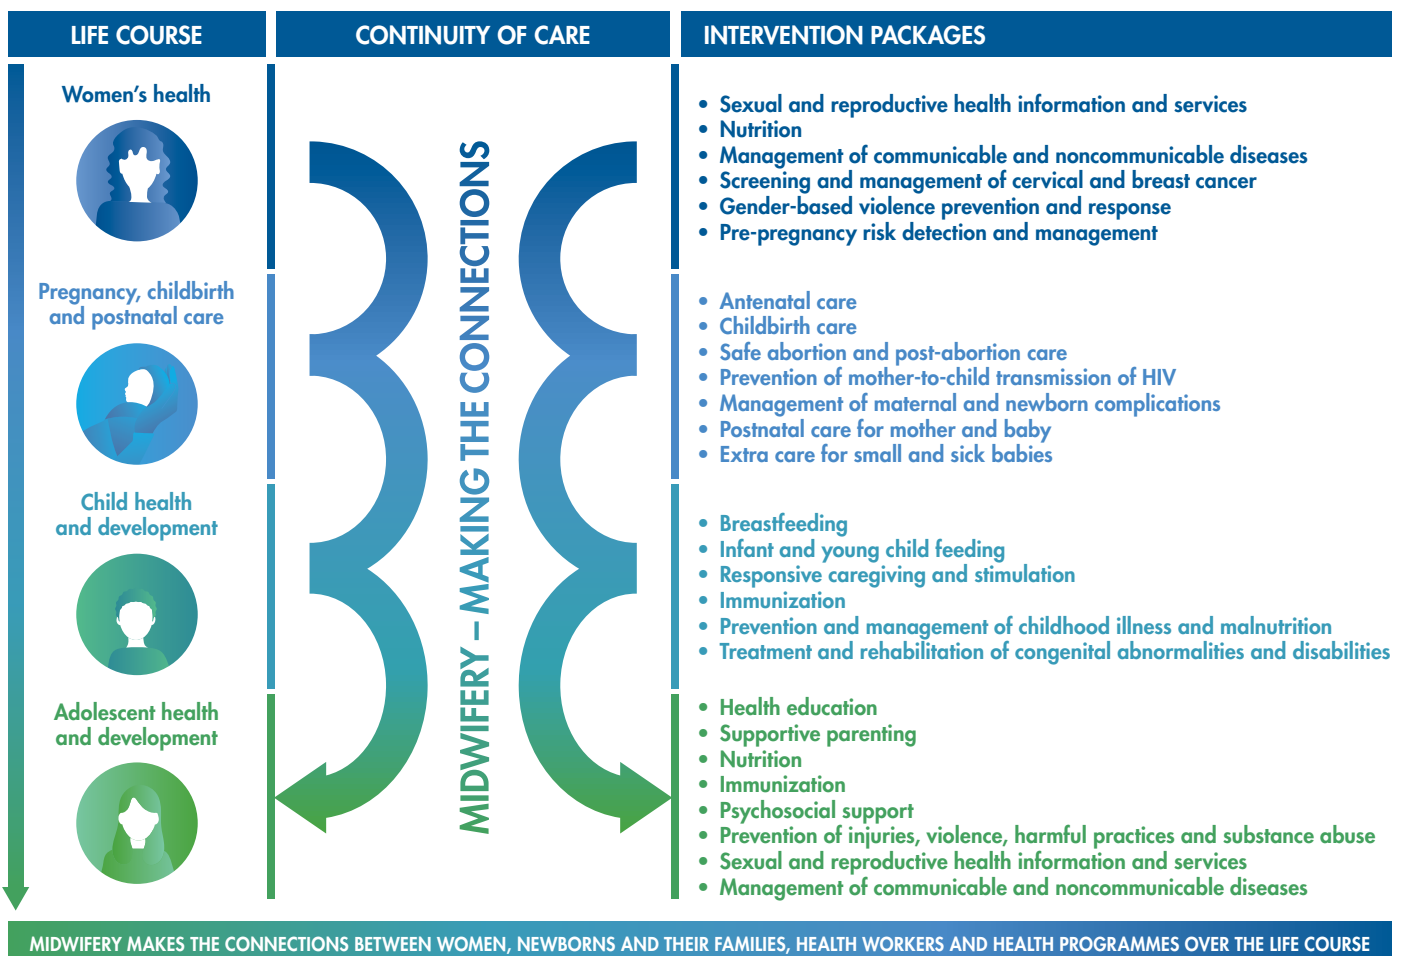 LIFE COURSE
CONTINUITY OF CARE
INTERVENTION PACKAGES
Women's health
• Sexual and reproductive health information and services
• Nutrition
• Management of communicable and noncommunicable diseases
• Screening and management of cervical and breast cancer
• Gender-based violence prevention and response
• Pre-pregnancy risk detection and management
Pregnancy, childbirth
and postnatal care
• Antenatal care
• Childbirth care
• Safe abortion and post-abortion care
• Prevention of mother-to-child transmission of HIV
• Management of maternal and newborn complications
• Postnatal care for mother and baby
• Extra care for small and sick babies
Child health
and development
• Breastfeeding
• Infant and young child feeding
• Responsive caregiving and stimulation
• Immunization
• Prevention and management of childhood illness and malnutrition
• Treatment and rehabilitation of congenital abnormalities and disabilities
Adolescent health
and development
• Health education
• Supportive parenting
• Nutrition
• Immunization
• Psychosocial support
• Prevention of injuries, violence, harmful practices and substance abuse
• Sexual and reproductive health information and services
• Management of communicable and noncommunicable diseases
MIDWIFERY – MAKING THE CONNECTIONS
MIDWIFERY MAKES THE CONNECTIONS BETWEEN WOMEN, NEWBORNS AND THEIR FAMILIES, HEALTH WORKERS AND HEALTH PROGRAMMES OVER THE LIFE COURSE